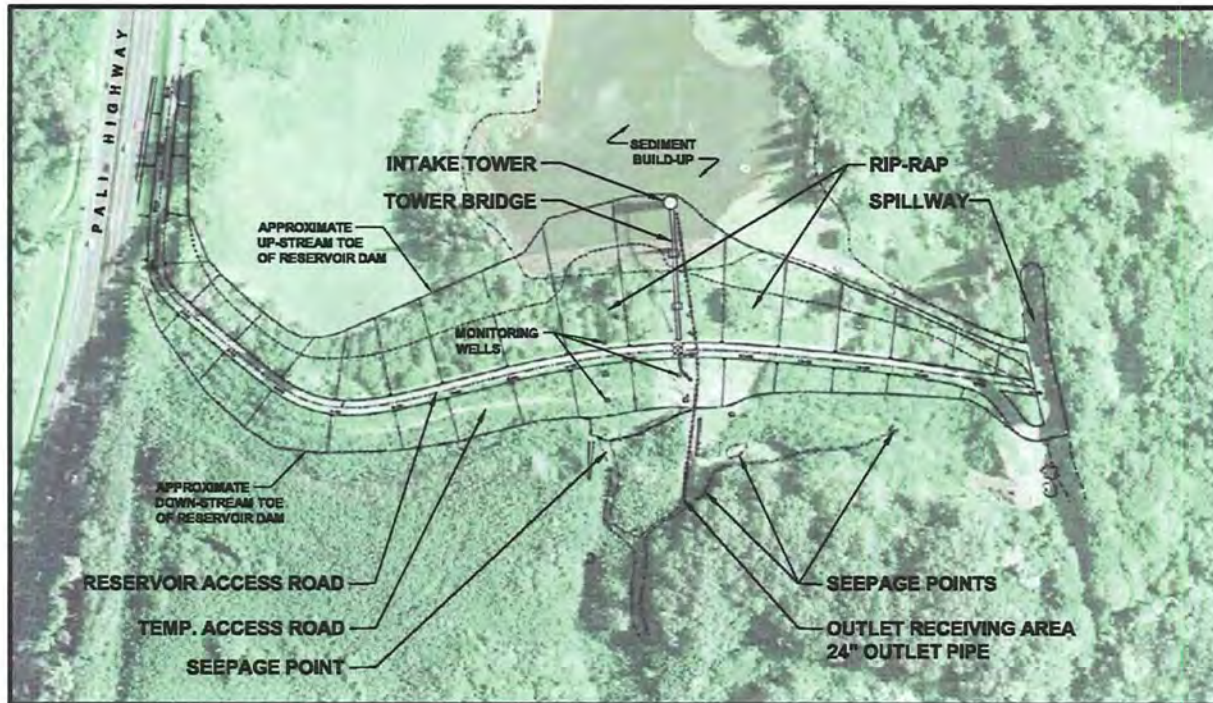 PALI HIGHWAY
SEDIMENT
BUILD-UP
INTAKE TOWER
RIP-RAP
TOWER BRIDGE
SPILLWAY
APPROXIMATE
UP-STREAM TOE
OF RESERVOIR DAM
MONITORING
WELLS
APPROXIMATE
DOWN-STREAM TOE
OF RESERVOIR DAM
RESERVOIR ACCESS ROAD
SEEPAGE POINTS
TEMP. ACCESS ROAD
OUTLET RECEIVING AREA
24" OUTLET PIPE
SEEPAGE POINT